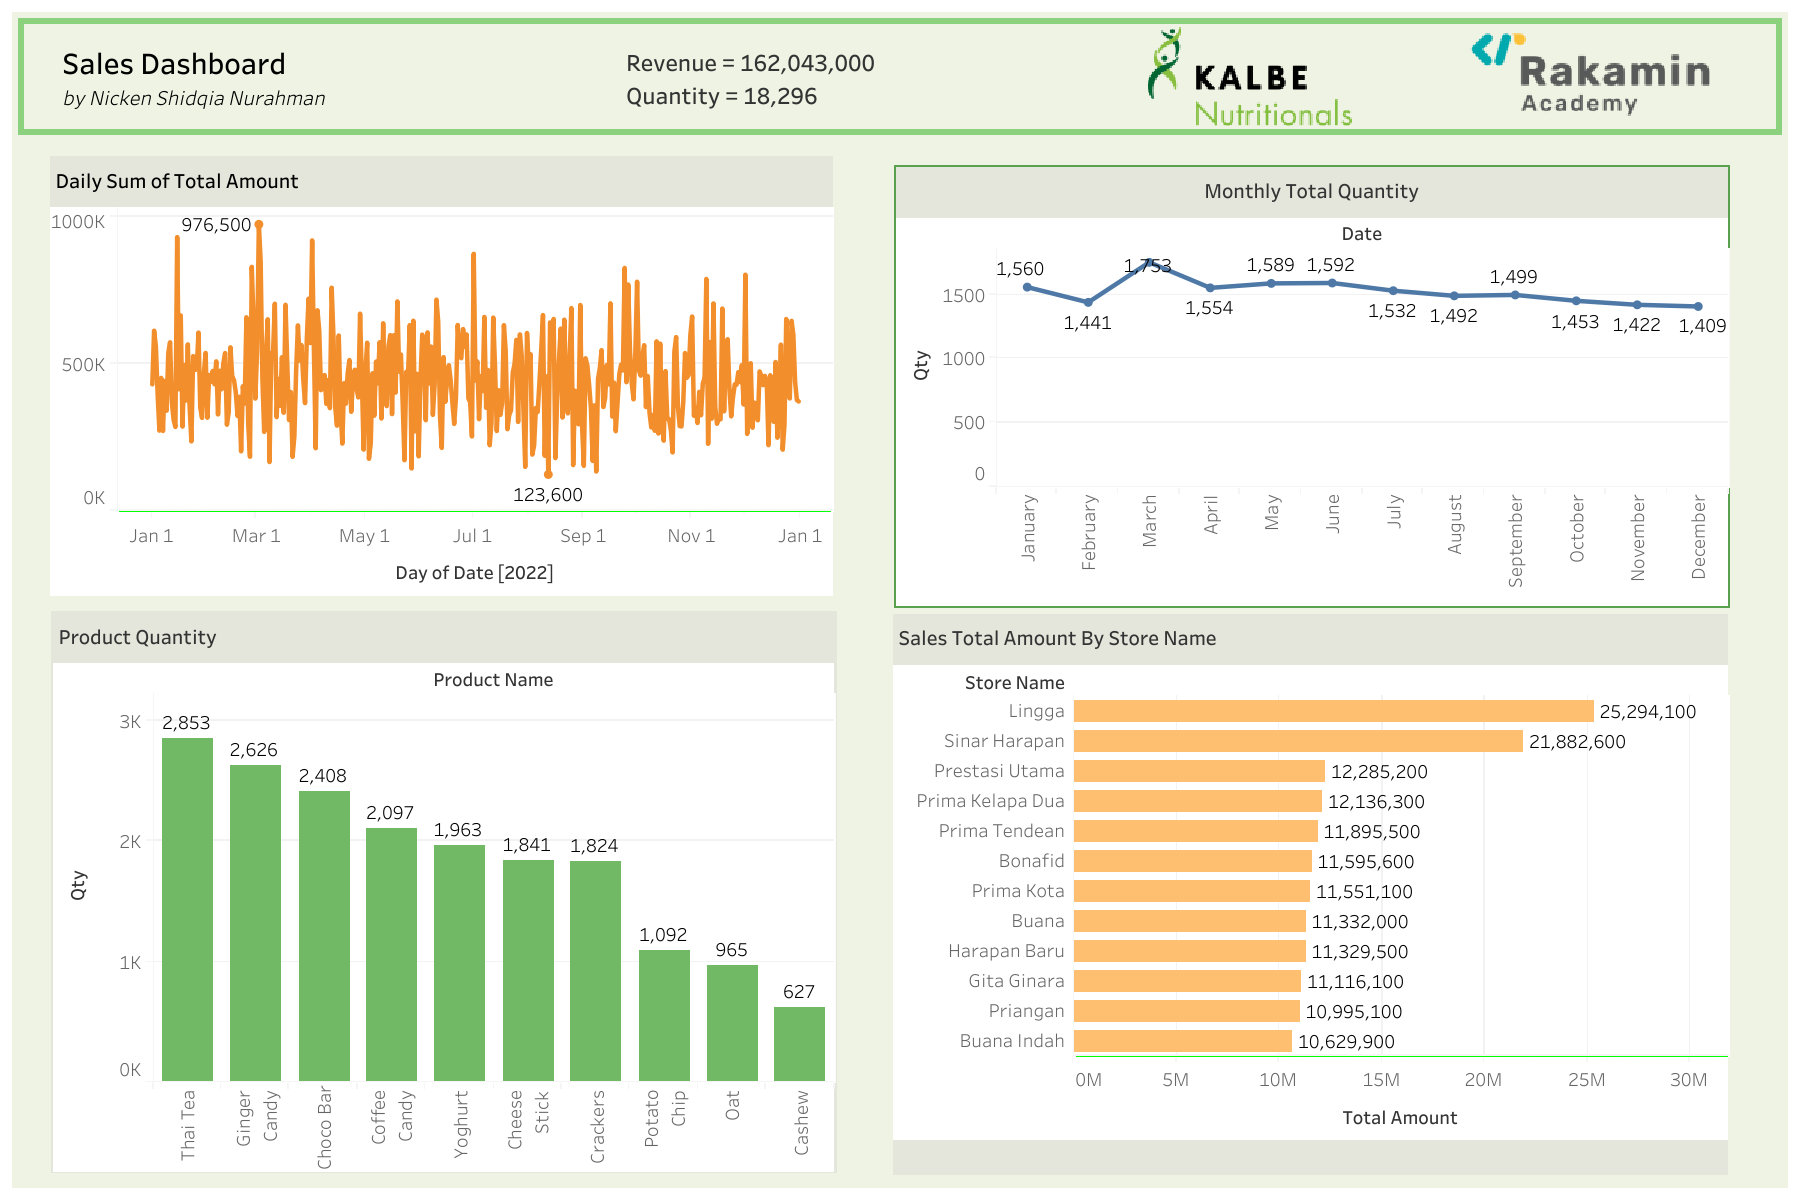 Sales Dashboard
by Nicken Shidqia Nurahman
Revenue = 162,043,000
Quantity = 18,296
KALBE
Nutritionals
Rakamin
Academy
Daily Sum of Total Amount
1000K
500K
0K
976,500
123,600
Jan 1 Mar 1 May 1 Jul 1 Sep 1 Nov 1 Jan 1
Day of Date [2022]
Monthly Total Quantity
Date
Qty
1500
1000
500
0
1,560
1,441
1,753
1,554
1,589
1,592
1,532
1,492
1,499
1,453
1,422
1,409
January
February
March
April
May
June
July
August
September
October
November
December
Product Quantity
Product Name
Qty
3K
2K
1K
0K
2,853
2,626
2,408
2,097
1,963
1,841
1,824
1,092
965
627
Thai Tea
Ginger
Candy
Choco Bar
Coffee
Candy
Yoghurt
Cheese
Stick
Crackers
Potato
Chip
Oat
Cashew
Sales Total Amount By Store Name
Store Name
Lingga 25,294,100
Sinar Harapan 21,882,600
Prestasi Utama 12,285,200
Prima Kelapa Dua 12,136,300
Prima Tendean 11,895,500
Bonafid 11,595,600
Prima Kota 11,551,100
Buana 11,332,000
Harapan Baru 11,329,500
Gita Ginara 11,116,100
Priangan 10,995,100
Buana Indah 10,629,900
0M 5M 10M 15M 20M 25M 30M
Total Amount